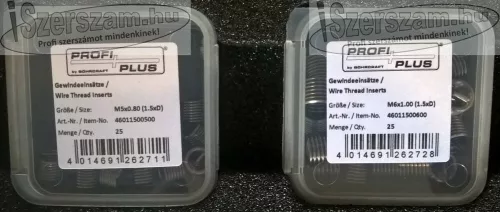 iSzerszam.hu
Profi szerszámot mindenkinek!
PROFI PLUS
by BOHRCRAFT
Gewindeeinsätze /
Wire Thread Inserts
Größe / Size: M5x0.80 (1.5xD)
Art.-Nr. / Item-No. 46011500500
Menge / Qty. 25
4 014691 262711
iSzerszam.hu
Profi szerszámot mindenkinek!
PROFI PLUS
by BOHRCRAFT
Gewindeeinsätze /
Wire Thread Inserts
Größe / Size: M6x1.00 (1.5xD)
Art.-Nr. / Item-No. 46011500600
Menge / Qty. 25
4 014691 262728